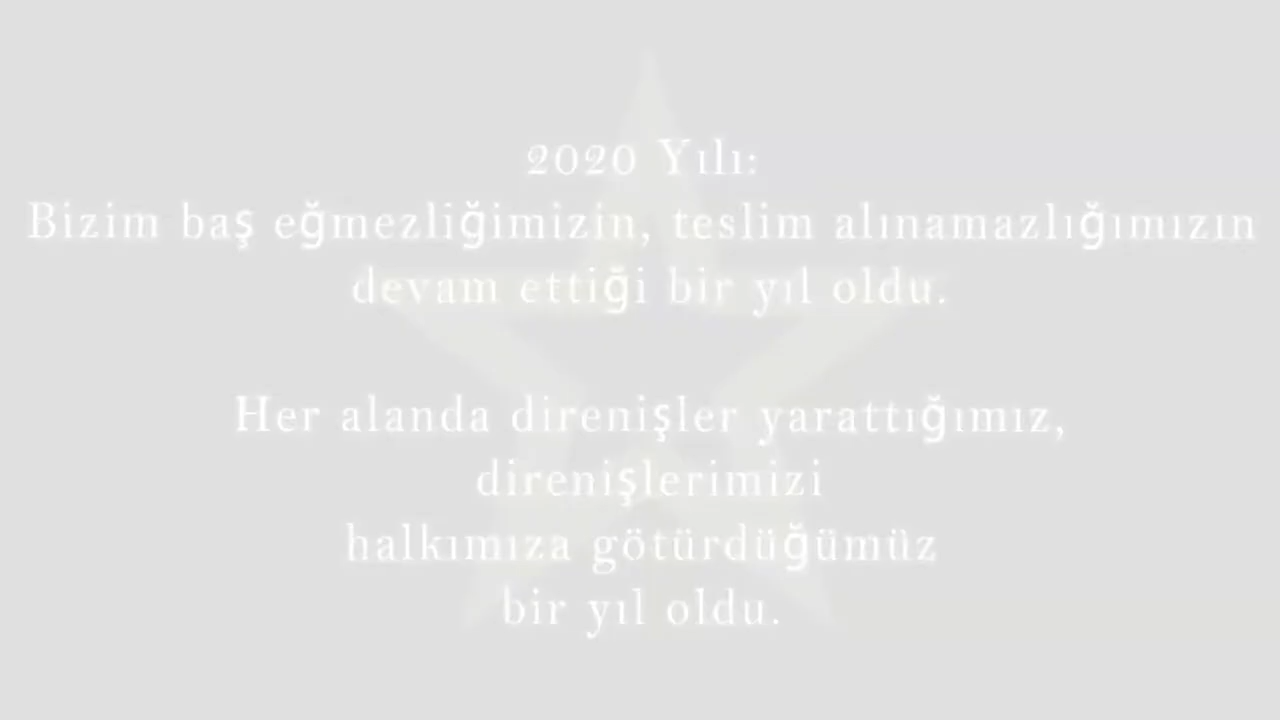 2020 Yılı:
Bizim baş eğmezliğimizin, teslim alınamazlığımızın
devam ettiği bir yıl oldu.
Her alanda direnişler yarattığımız,
direnişlerimizi
halkımıza götürdüğümüz
bir yıl oldu.